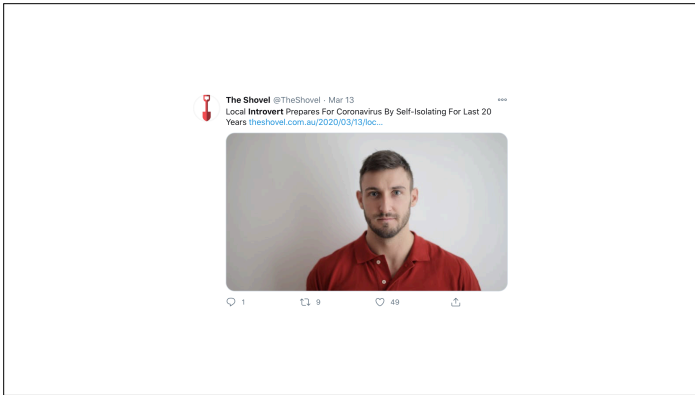 The Shovel @TheShovel · Mar 13
Local Introvert Prepares For Coronavirus By Self-Isolating For Last 20
Years theshovel.com.au/2020/03/13/loc...
1 9 49